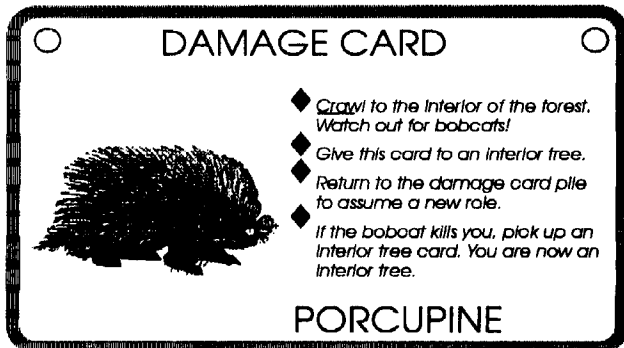 DAMAGE CARD
Crawl to the interior of the forest.
Watch out for bobcats!
Give this card to an interior tree.
Return to the damage card pile
to assume a new role.
If the bobcat kills you, pick up an
interior tree card. You are now an
interior tree.
PORCUPINE